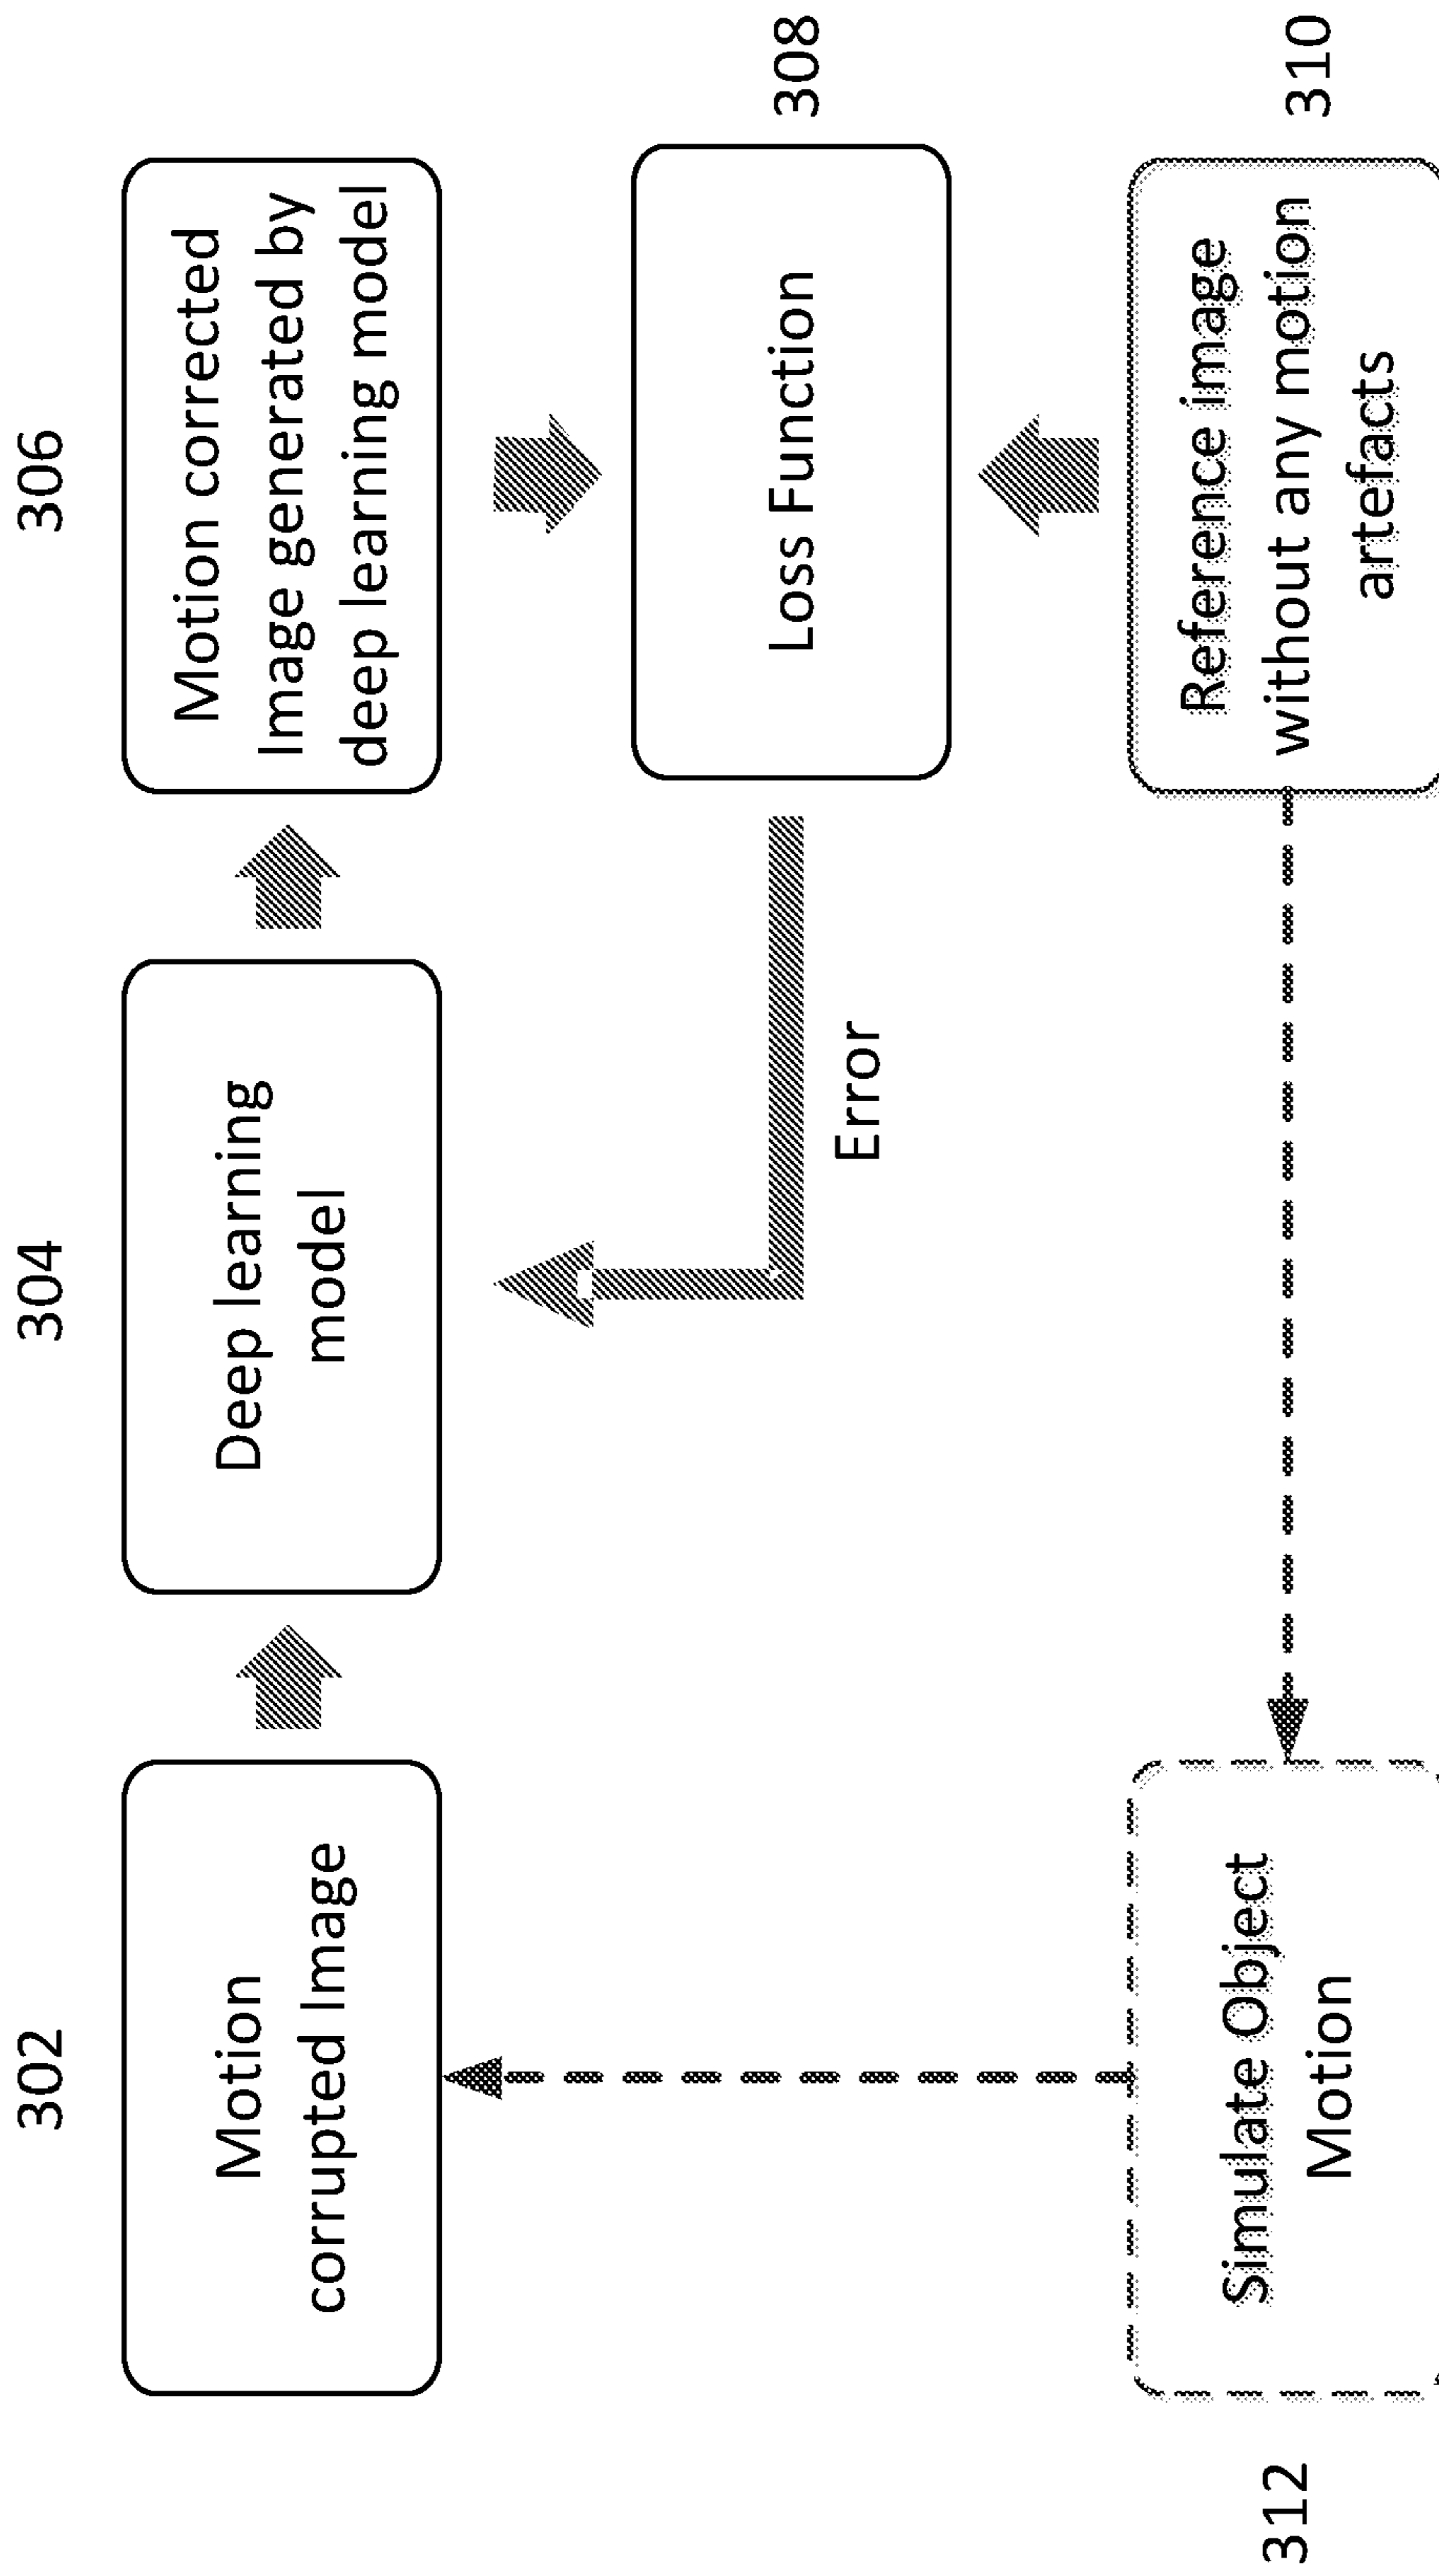 302
304
306
Motion
corrupted Image
Deep learning
model
Motion corrected
Image generated by
deep learning model
Loss Function
308
Error
312
Simulate Object
Motion
Reference image
without any motion
artefacts
310